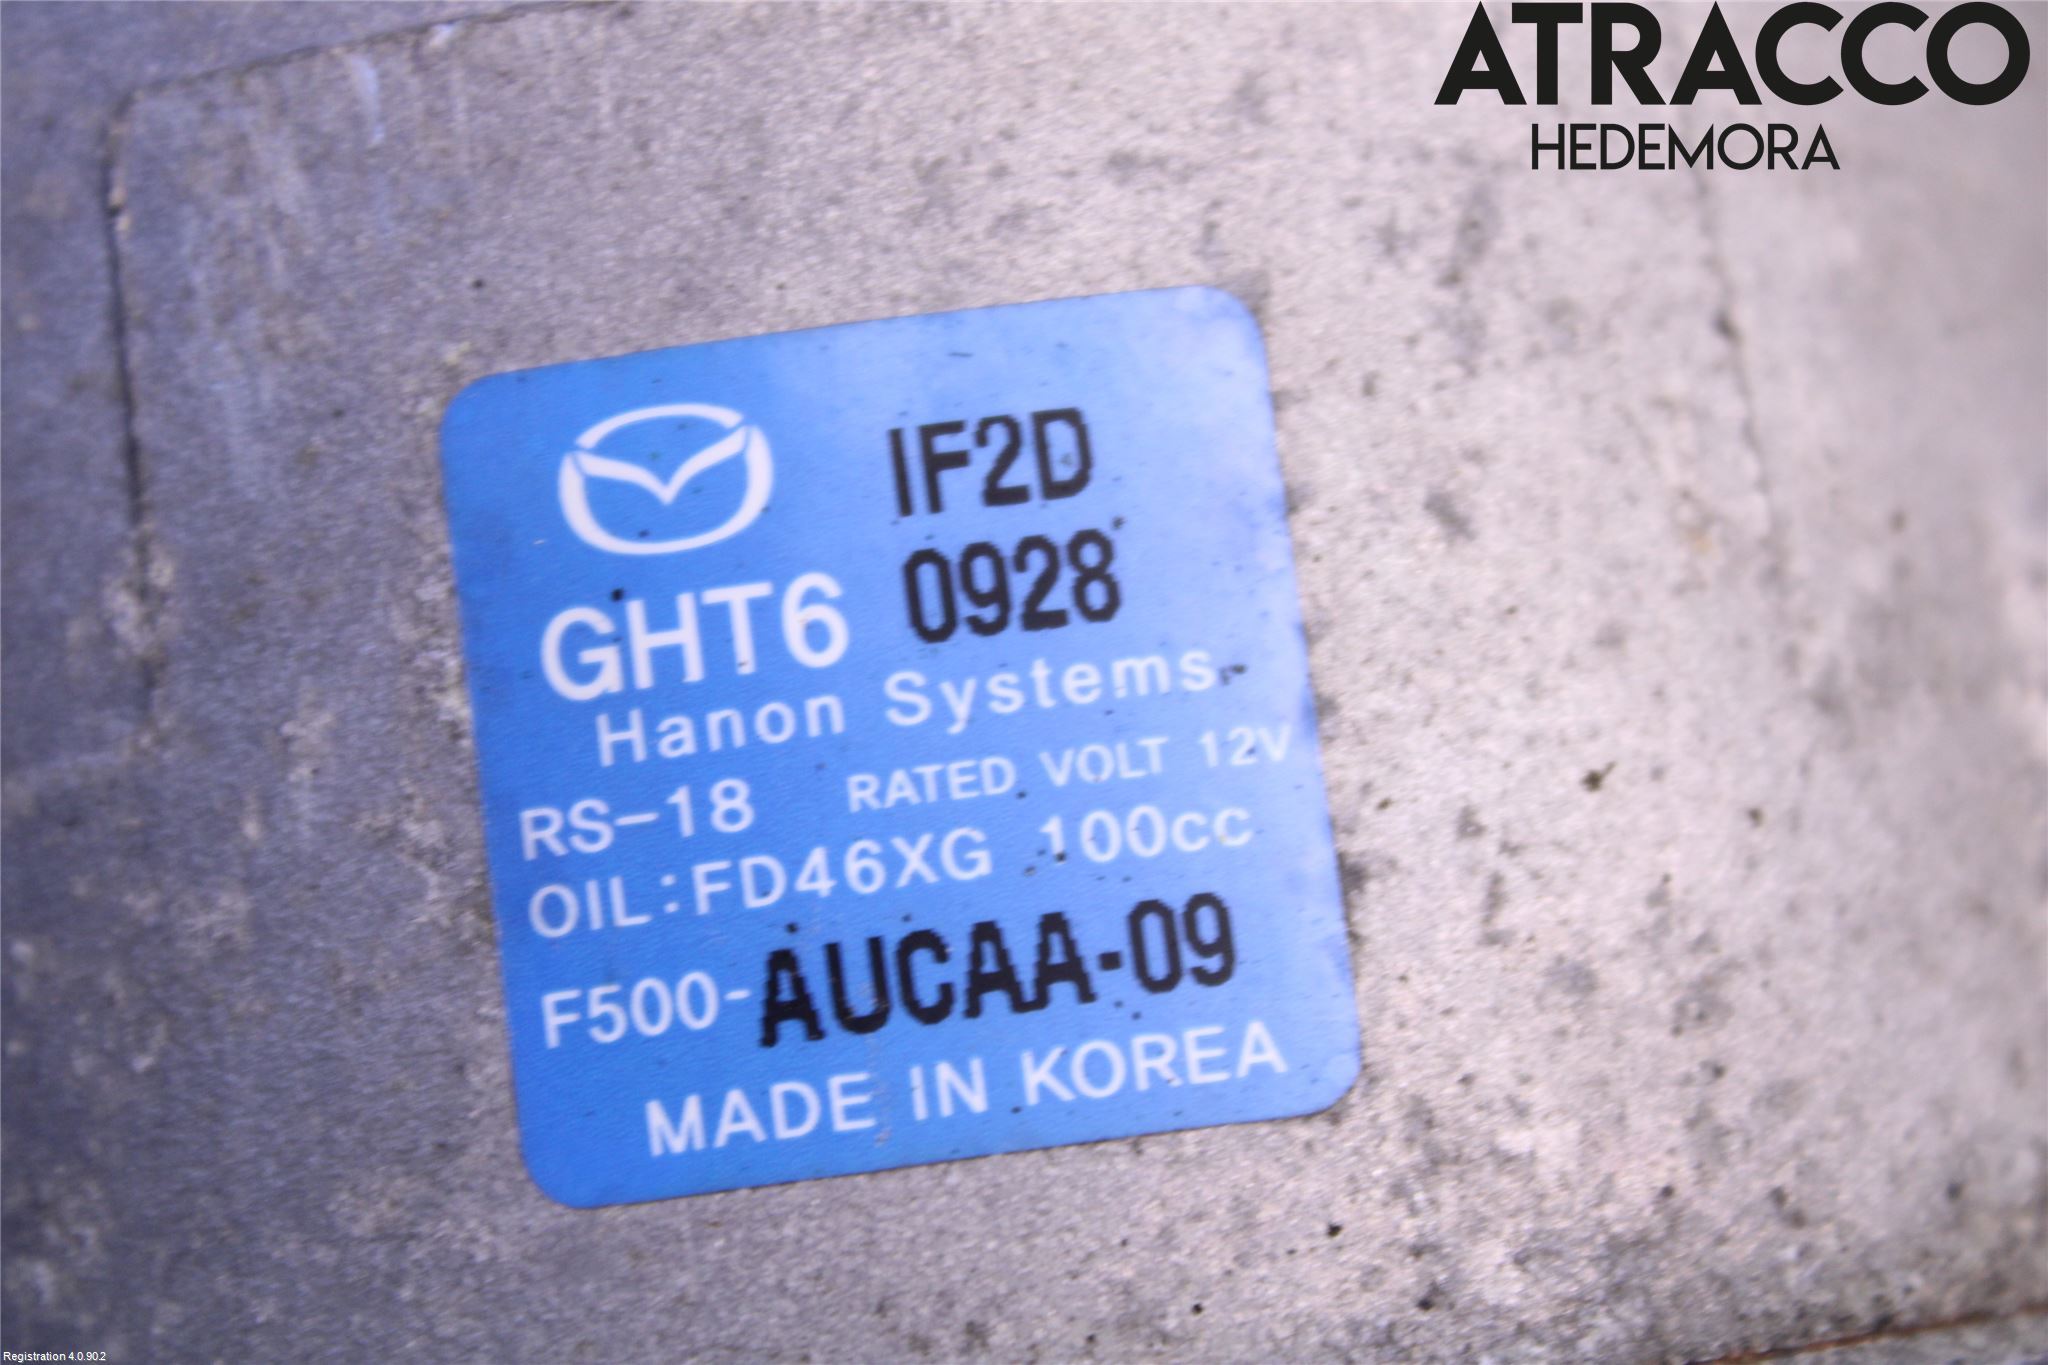 ATRACCO
HEDEMORA
IF2D
GHT6 0928
Hanon Systems
RS-18 RATED VOLT 12V
OIL:FD46XG 100cc
F500-AUCAA-09
MADE IN KOREA
Registration 4.0.90.2